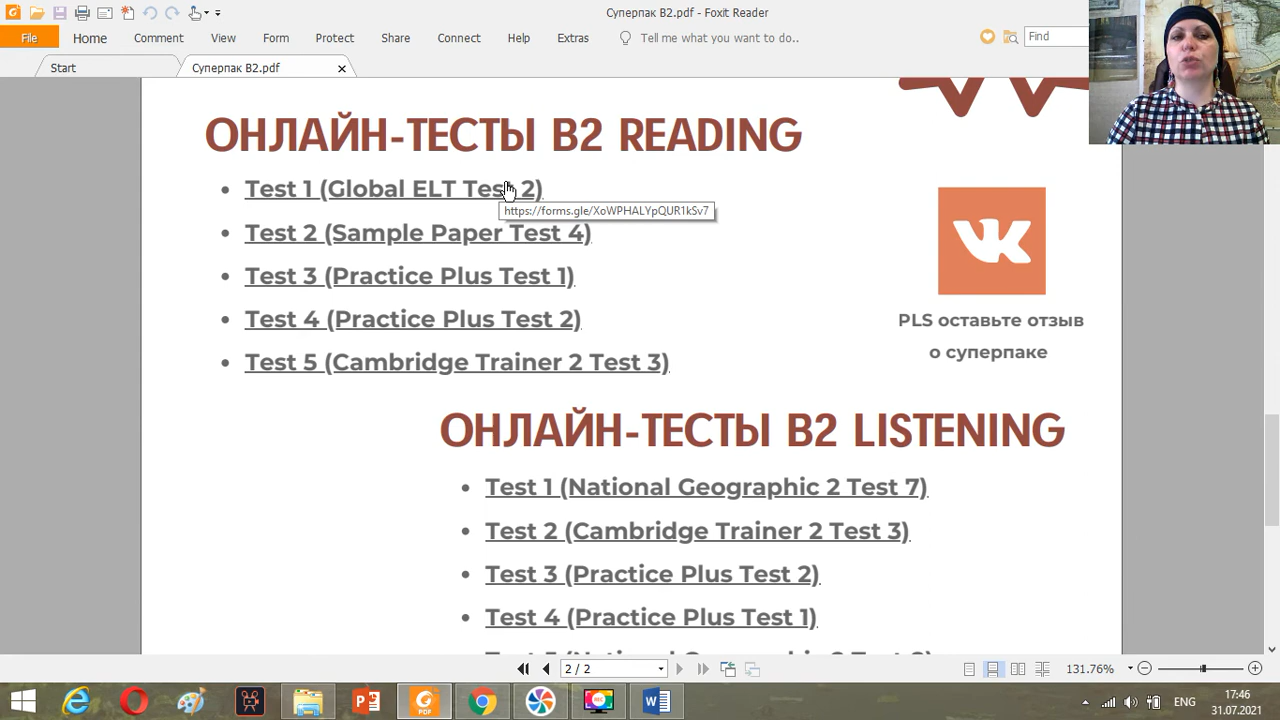 Суперпак B2.pdf - Foxit Reader
File Home Comment View Form Protect Share Connect Help Extras Tell me what you want to do.. Find
Start Суперпак B2.pdf
ОНЛАЙН-ТЕСТЫ B2 READING
• Test 1 (Global ELT Test 2)
https://forms.gle/XoWPHALYpQUR1kSv7
• Test 2 (Sample Paper Test 4)
• Test 3 (Practice Plus Test 1)
• Test 4 (Practice Plus Test 2)
• Test 5 (Cambridge Trainer 2 Test 3)
PLS оставьте отзыв
о суперпаке
ОНЛАЙН-ТЕСТЫ B2 LISTENING
• Test 1 (National Geographic 2 Test 7)
• Test 2 (Cambridge Trainer 2 Test 3)
• Test 3 (Practice Plus Test 2)
• Test 4 (Practice Plus Test 1)
2 / 2 131.76%
PDF REC ENG 17:46
31.07.2021